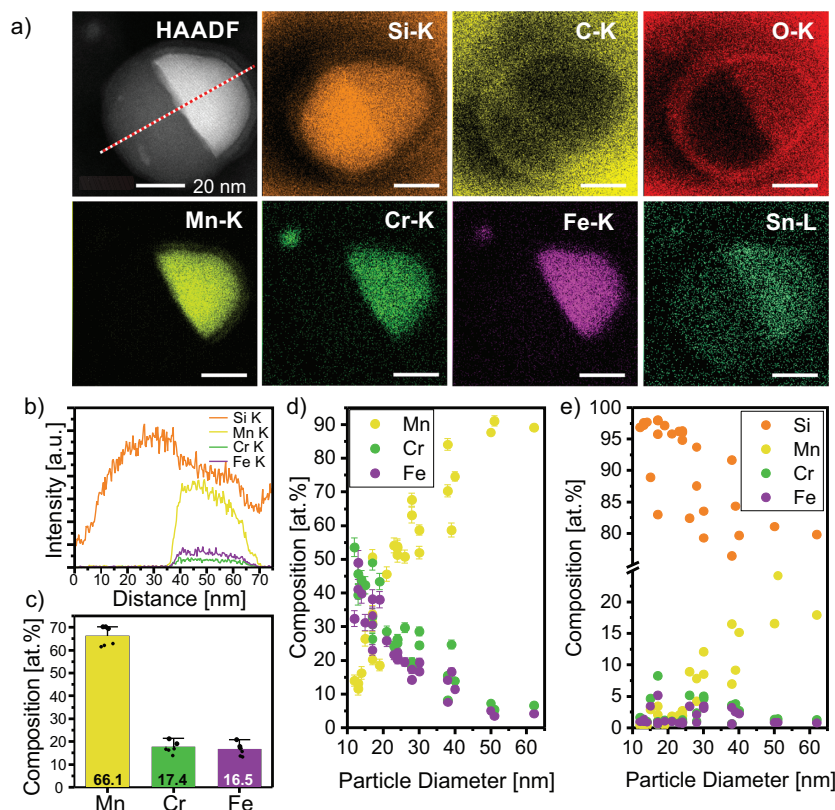 a)
HAADF
Si-K
C-K
O-K
20 nm
Mn-K
Cr-K
Fe-K
Sn-L
b)
Si K
Mn K
Cr K
Fe K
Intensity [a.u.]
0 10 20 30 40 50 60 70
Distance [nm]
c)
Composition [at.%]
70
60
50
40
30
20
10
0
66.1 17.4 16.5
Mn Cr Fe
d)
Mn
Cr
Fe
Composition [at.%]
90
80
70
60
50
40
30
20
10
0
10 20 30 40 50 60
Particle Diameter [nm]
e)
Si
Mn
Cr
Fe
Composition [at.%]
100
95
90
85
80
20
15
10
5
0
10 20 30 40 50 60
Particle Diameter [nm]